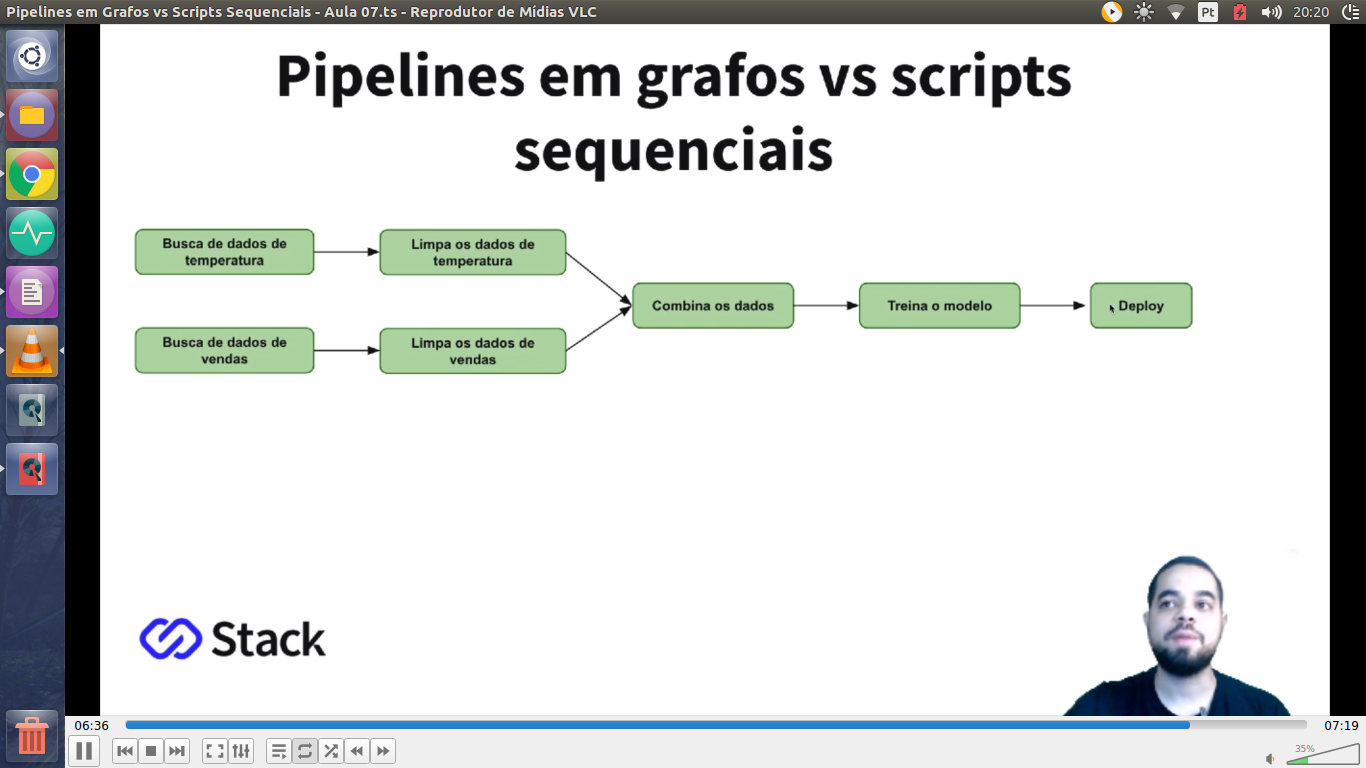 Pipelines em Grafos vs Scripts Sequenciais - Aula 07.ts - Reprodutor de Mídias VLC
Pt
20:20
Pipelines em grafos vs scripts
sequenciais
Busca de dados de
temperatura
Limpa os dados de
temperatura
Busca de dados de
vendas
Limpa os dados de
vendas
Combina os dados
Treina o modelo
Deploy
Stack
06:36
07:19
35%